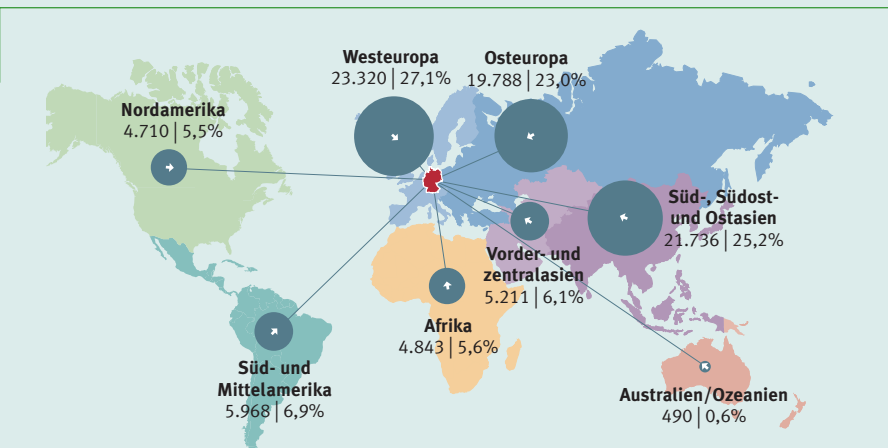 Westeuropa
23.320 | 27,1%
Osteuropa
19.788 | 23,0%
Nordamerika
4.710 | 5,5%
Süd-, Südost-
und Ostasien
21.736 | 25,2%
Vorder- und
zentralasien
5.211 | 6,1%
Afrika
4.843 | 5,6%
Süd- und
Mittelamerika
5.968 | 6,9%
Australien/Ozeanien
490 | 0,6%